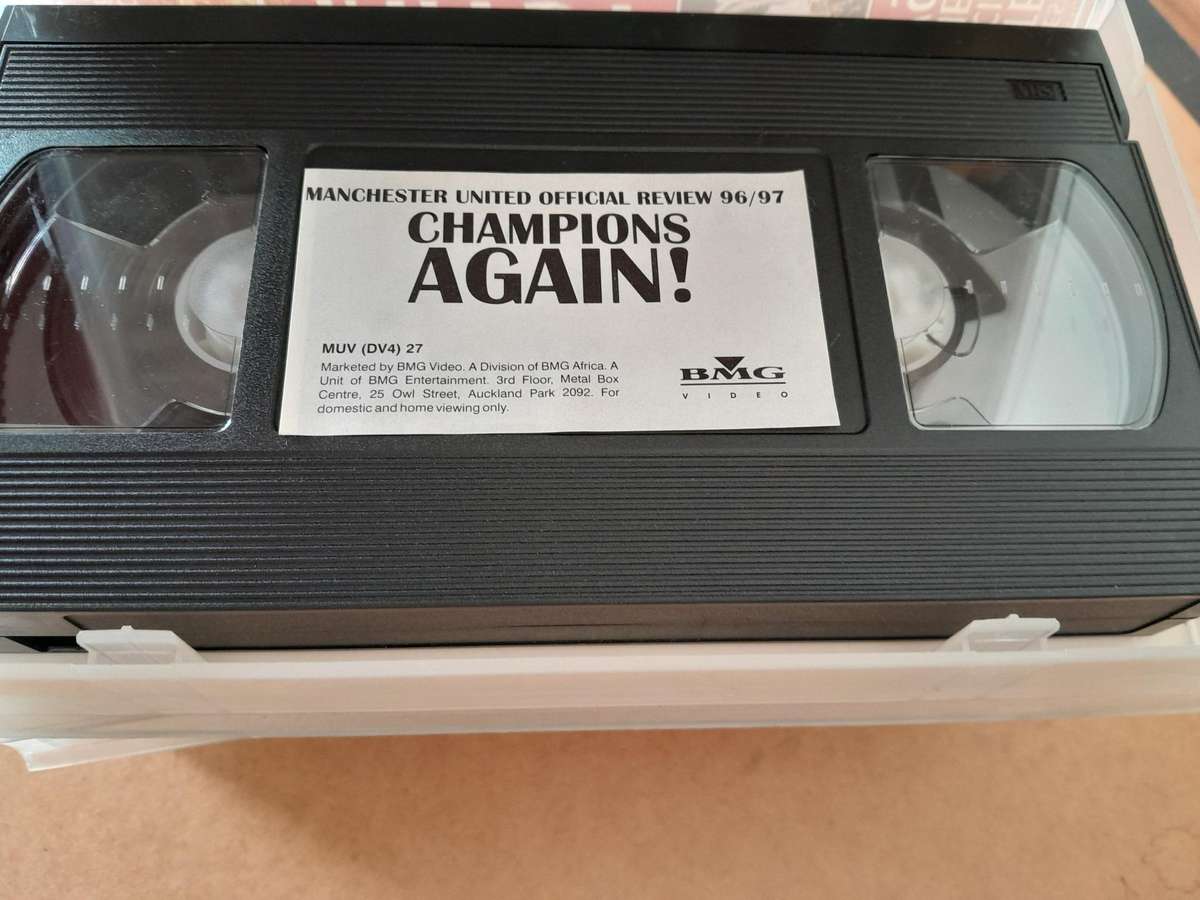 VHS
MANCHESTER UNITED OFFICIAL REVIEW 96/97
CHAMPIONS
AGAIN!
MUV (DV4) 27
Marketed by BMG Video. A Division of BMG Africa. A
Unit of BMG Entertainment. 3rd Floor, Metal Box
Centre, 25 Owl Street, Auckland Park 2092. For
domestic and home viewing only.
BMG
VIDEO